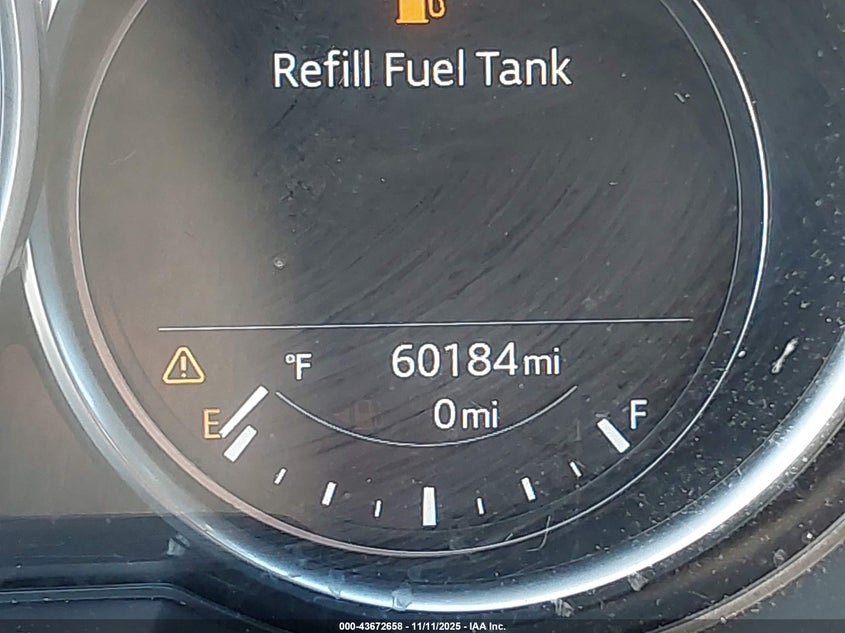 Refill Fuel Tank
°F 60184mi
E 0mi F
000-43672658 - 11/11/2025 - IAA Inc.